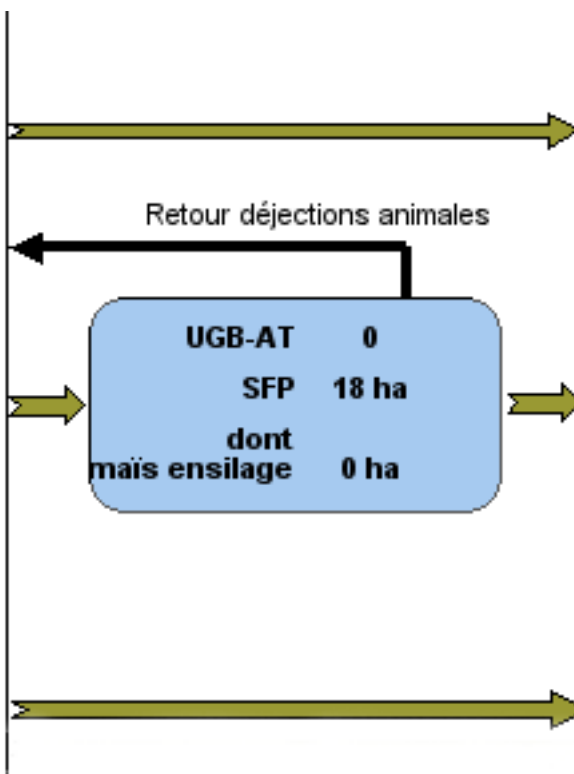 Retour déjections animales
UGB-AT 0
SFP 18 ha
dont
maïs ensilage 0 ha